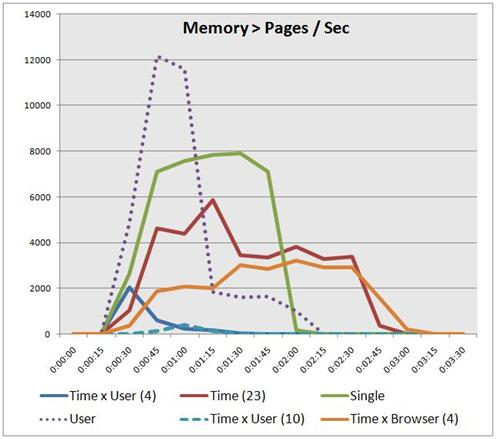 Memory > Pages / Sec
14000
12000
10000
8000
6000
4000
2000
0
0:00:00 0:00:15 0:00:30 0:00:45 0:01:00 0:01:15 0:01:30 0:01:45 0:02:00 0:02:15 0:02:30 0:02:45 0:03:00 0:03:15 0:03:30
Time x User (4) Time (23) Single
User Time x User (10) Time x Browser (4)